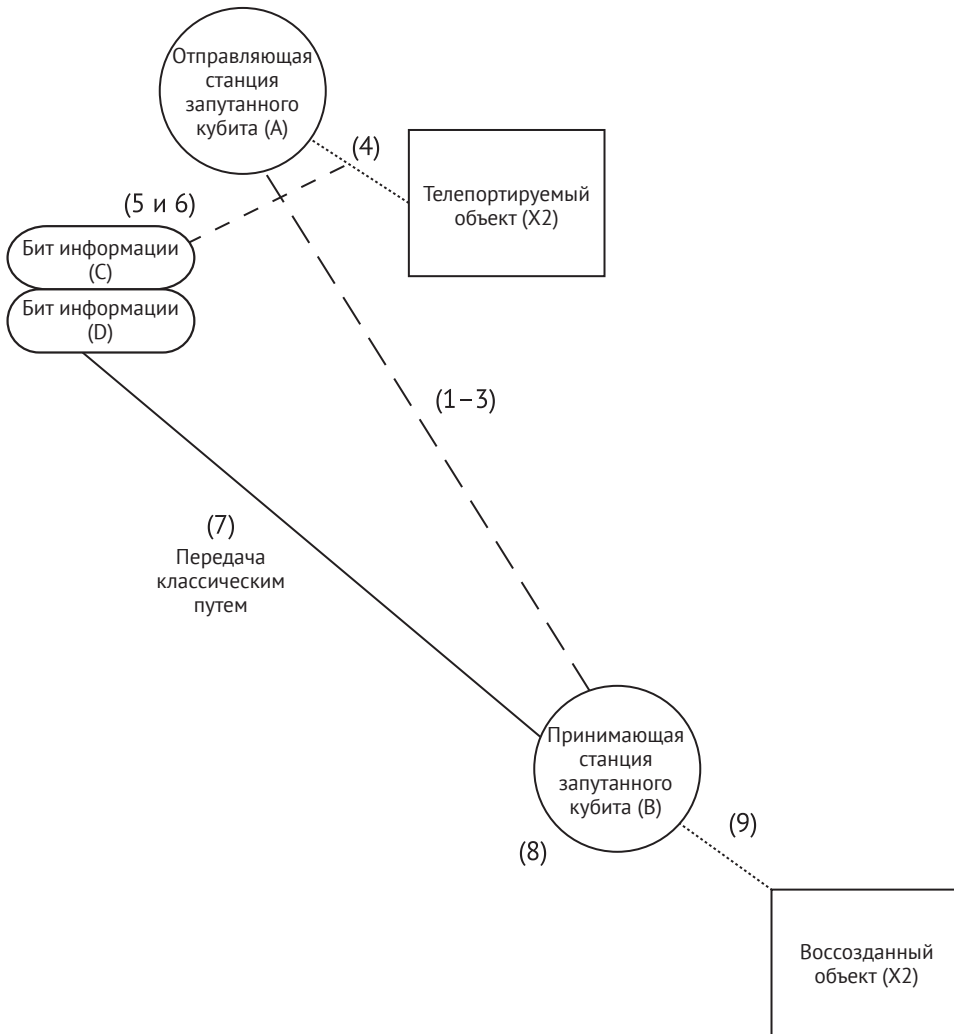 Отправляющая
станция
запутанного
кубита (A)
(4)
Телепортируемый
объект (X2)
(5 и 6)
Бит информации
(C)
Бит информации
(D)
(1–3)
(7)
Передача
классическим
путем
Принимающая
станция
запутанного
кубита (B)
(8)
(9)
Воссозданный
объект (X2)